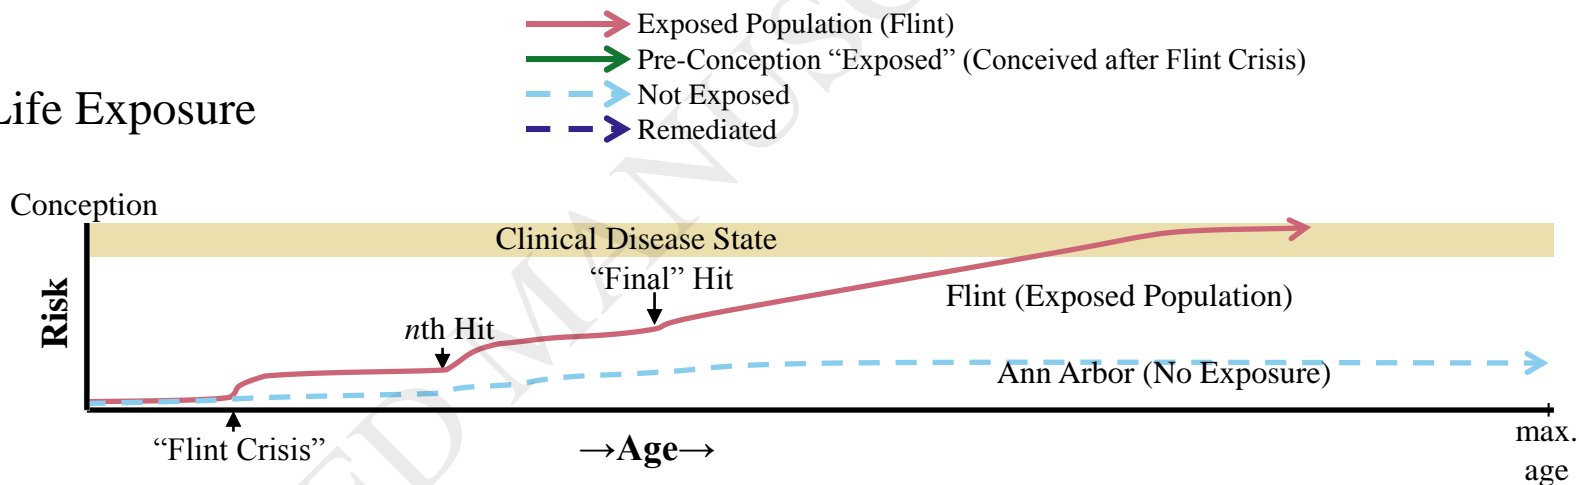 Exposed Population (Flint)
Pre-Conception “Exposed” (Conceived after Flint Crisis)
Not Exposed
Remediated
Life Exposure
Conception
Clinical Disease State
“Final” Hit
Flint (Exposed Population)
nth Hit
Risk
Ann Arbor (No Exposure)
“Flint Crisis”
→Age→
max.
age